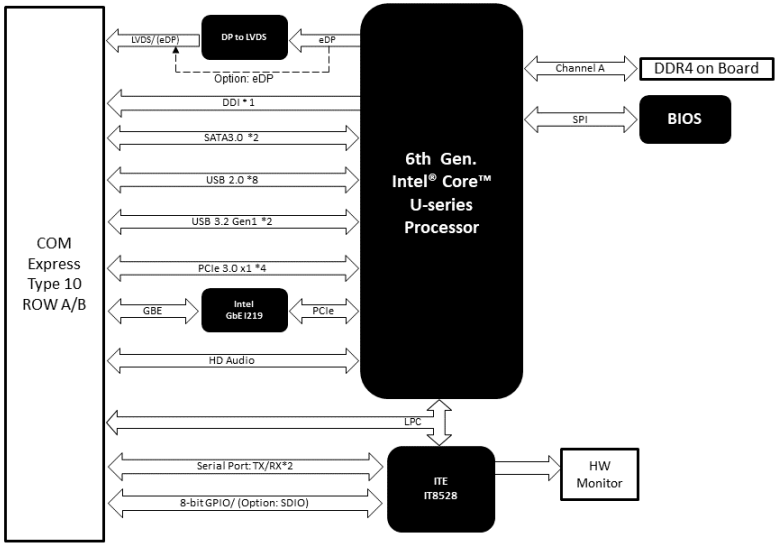 LVDS/(eDP)
DP to LVDS
eDP
Option: eDP
DDI * 1
SATA3.0 *2
USB 2.0 *8
USB 3.2 Gen1 *2
PCIe 3.0 x1 *4
GBE
Intel
GbE I219
PCIe
HD Audio
LPC
Serial Port: TX/RX*2
8-bit GPIO/ (Option: SDIO)
COM
Express
Type 10
ROW A/B
6th Gen.
Intel® Core™
U-series
Processor
Channel A
DDR4 on Board
SPI
BIOS
ITE
IT8528
HW
Monitor